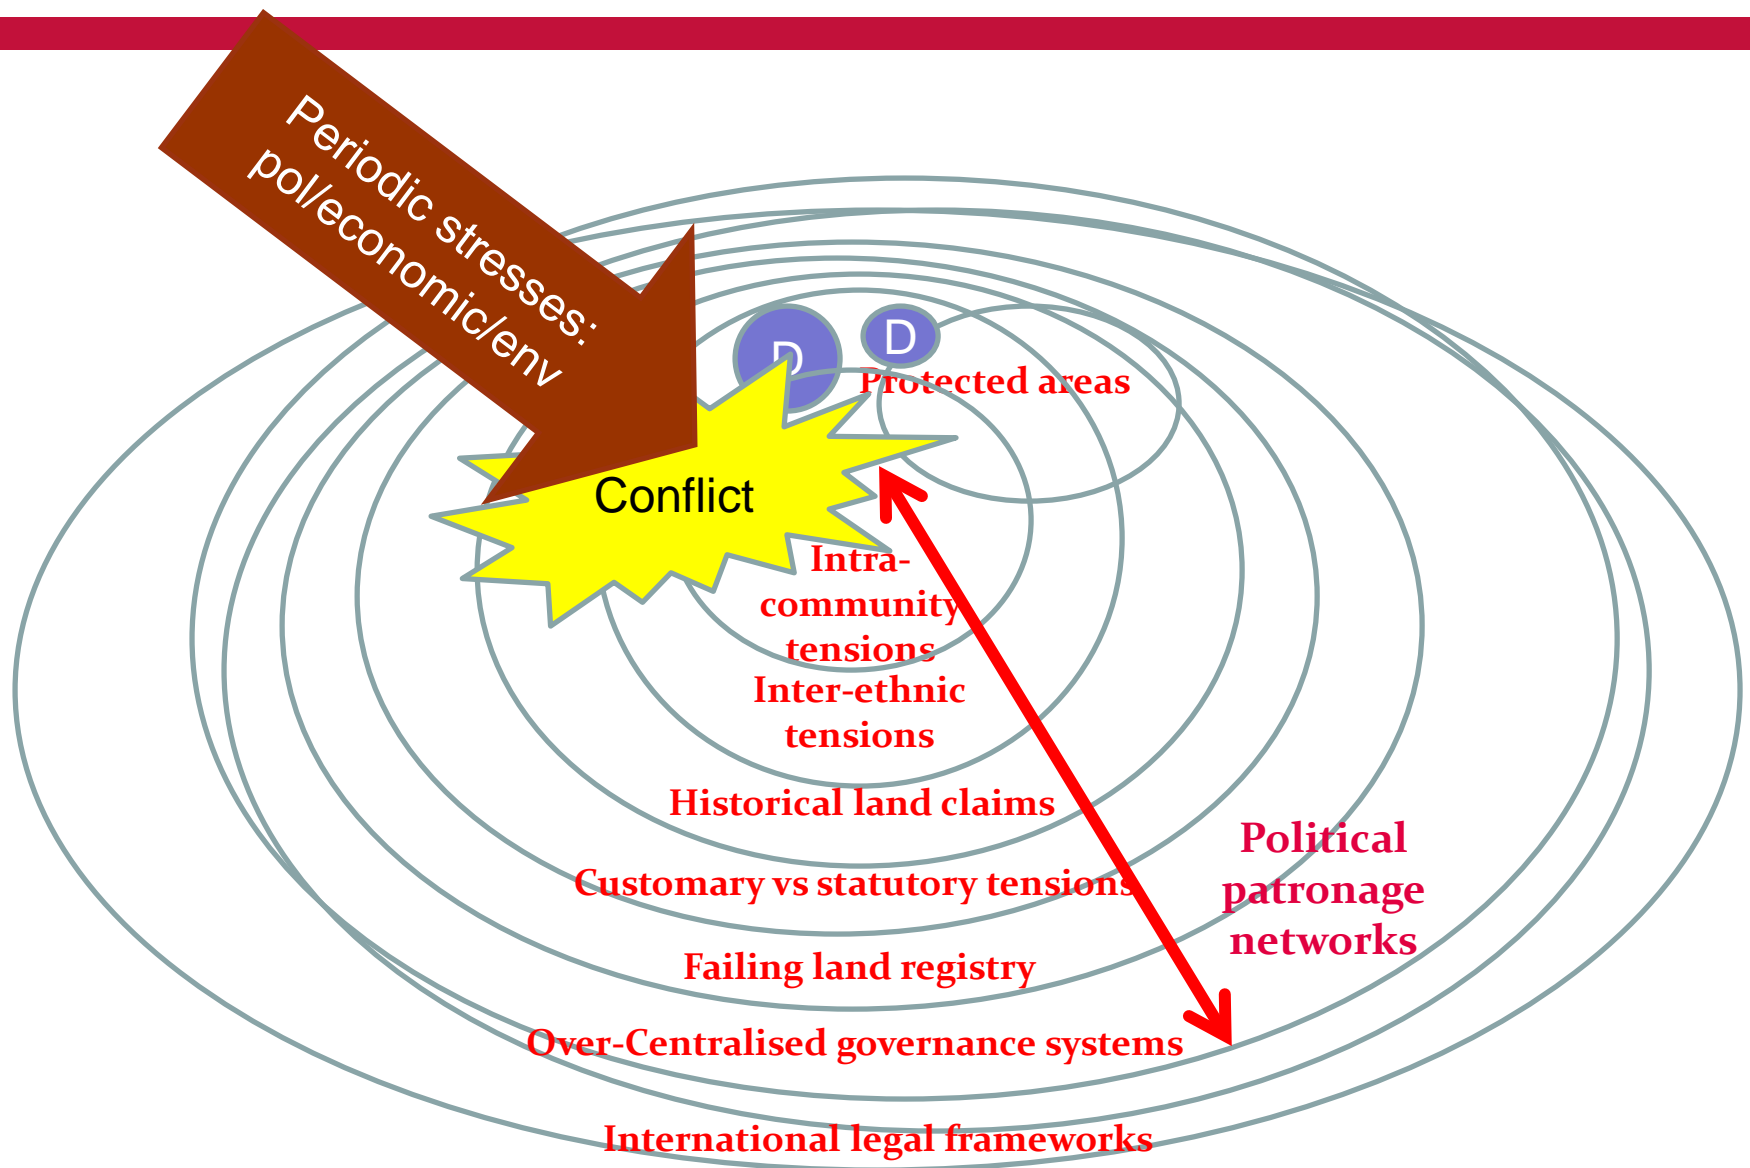 Periodic stresses:
pol/economic/env
D
D
Protected areas
Conflict
Intra-
community
tensions
Inter-ethnic
tensions
Historical land claims
Political
patronage
networks
Customary vs statutory tensions
Failing land registry
Over-Centralised governance systems
International legal frameworks